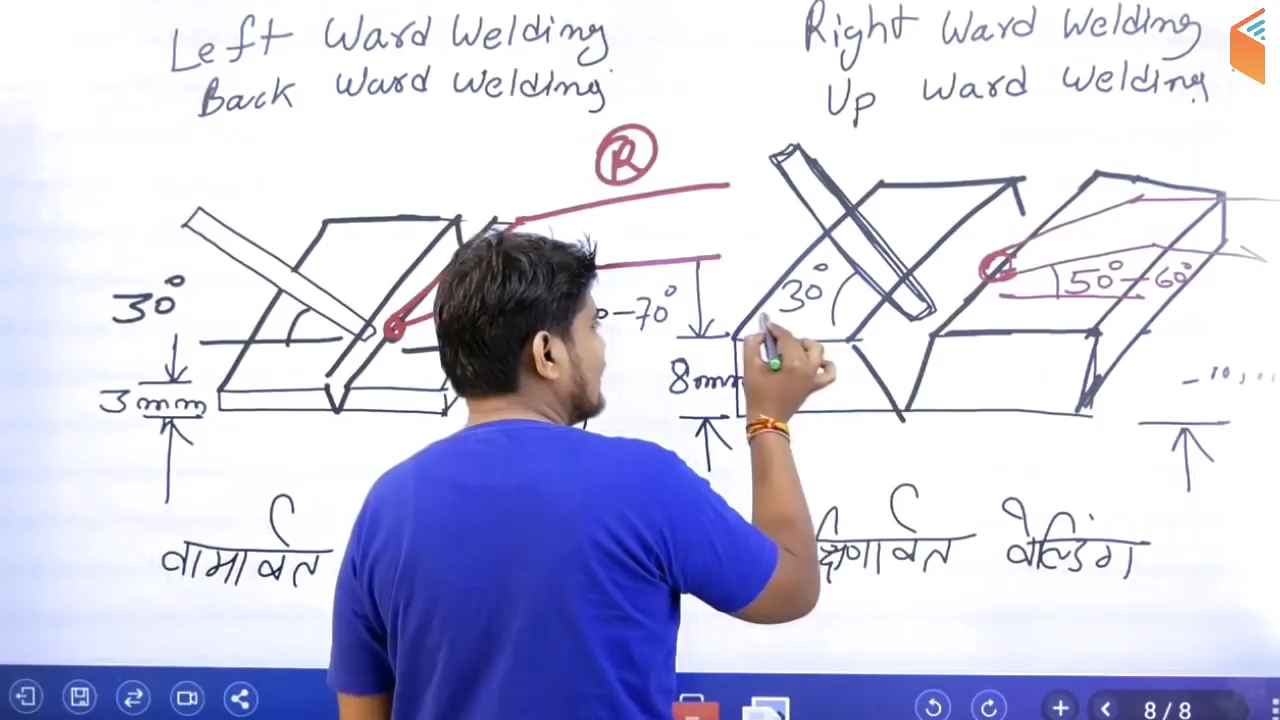 Left Ward Welding
Back Ward Welding
Right Ward Welding
Up Ward Welding
R
30°
–70°
3mm
30°
50°–60°
8mm
वामावर्त
क्षिणावर्त वेल्डिंग
8 / 8